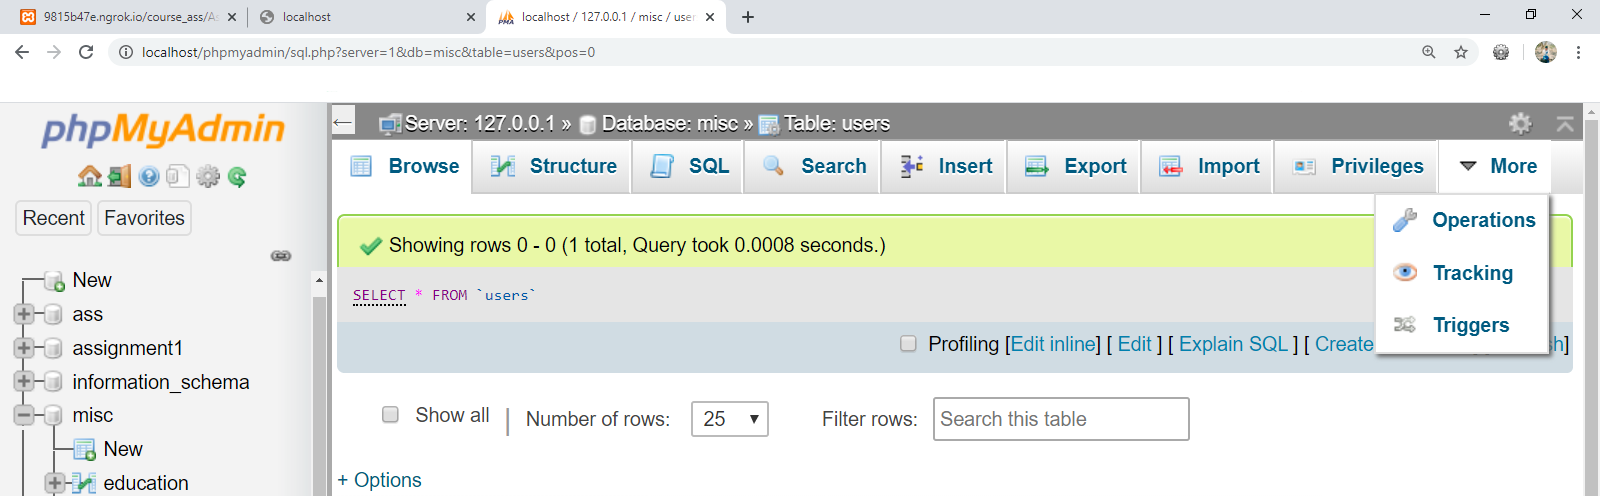 9815b47e.ngrok.io/course_ass/As
localhost
localhost / 127.0.0.1 / misc / user
localhost/phpmyadmin/sql.php?server=1&db=misc&table=users&pos=0
phpMyAdmin
Recent
Favorites
New
ass
assignment1
information_schema
misc
New
education
Server: 127.0.0.1 » Database: misc » Table: users
Browse
Structure
SQL
Search
Insert
Export
Import
Privileges
More
Operations
Tracking
Triggers
Showing rows 0 - 0 (1 total, Query took 0.0008 seconds.)
SELECT * FROM `users`
Profiling [Edit inline] [ Edit ] [ Explain SQL ] [ Create h]
Show all | Number of rows: 25 Filter rows: Search this table
+ Options